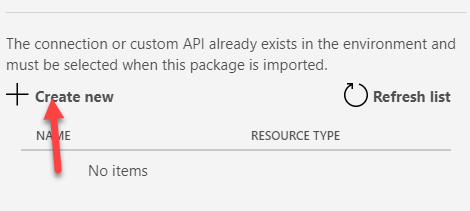 The connection or custom API already exists in the environment and
must be selected when this package is imported.
Create new Refresh list
NAME RESOURCE TYPE
No items